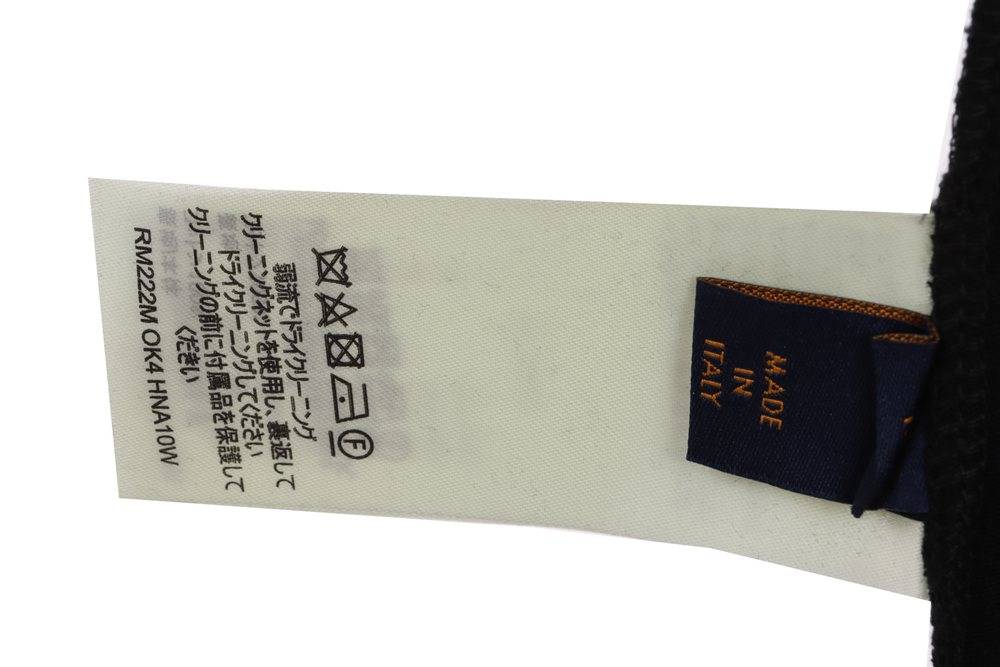 弱流でドライクリーニング
クリーニングネットを使用し、裏返して
ドライクリーニングしてください
クリーニングの前に付属品を保護して
ください
RM222M OK4 HNA10W
MADE
IN
ITALY
F